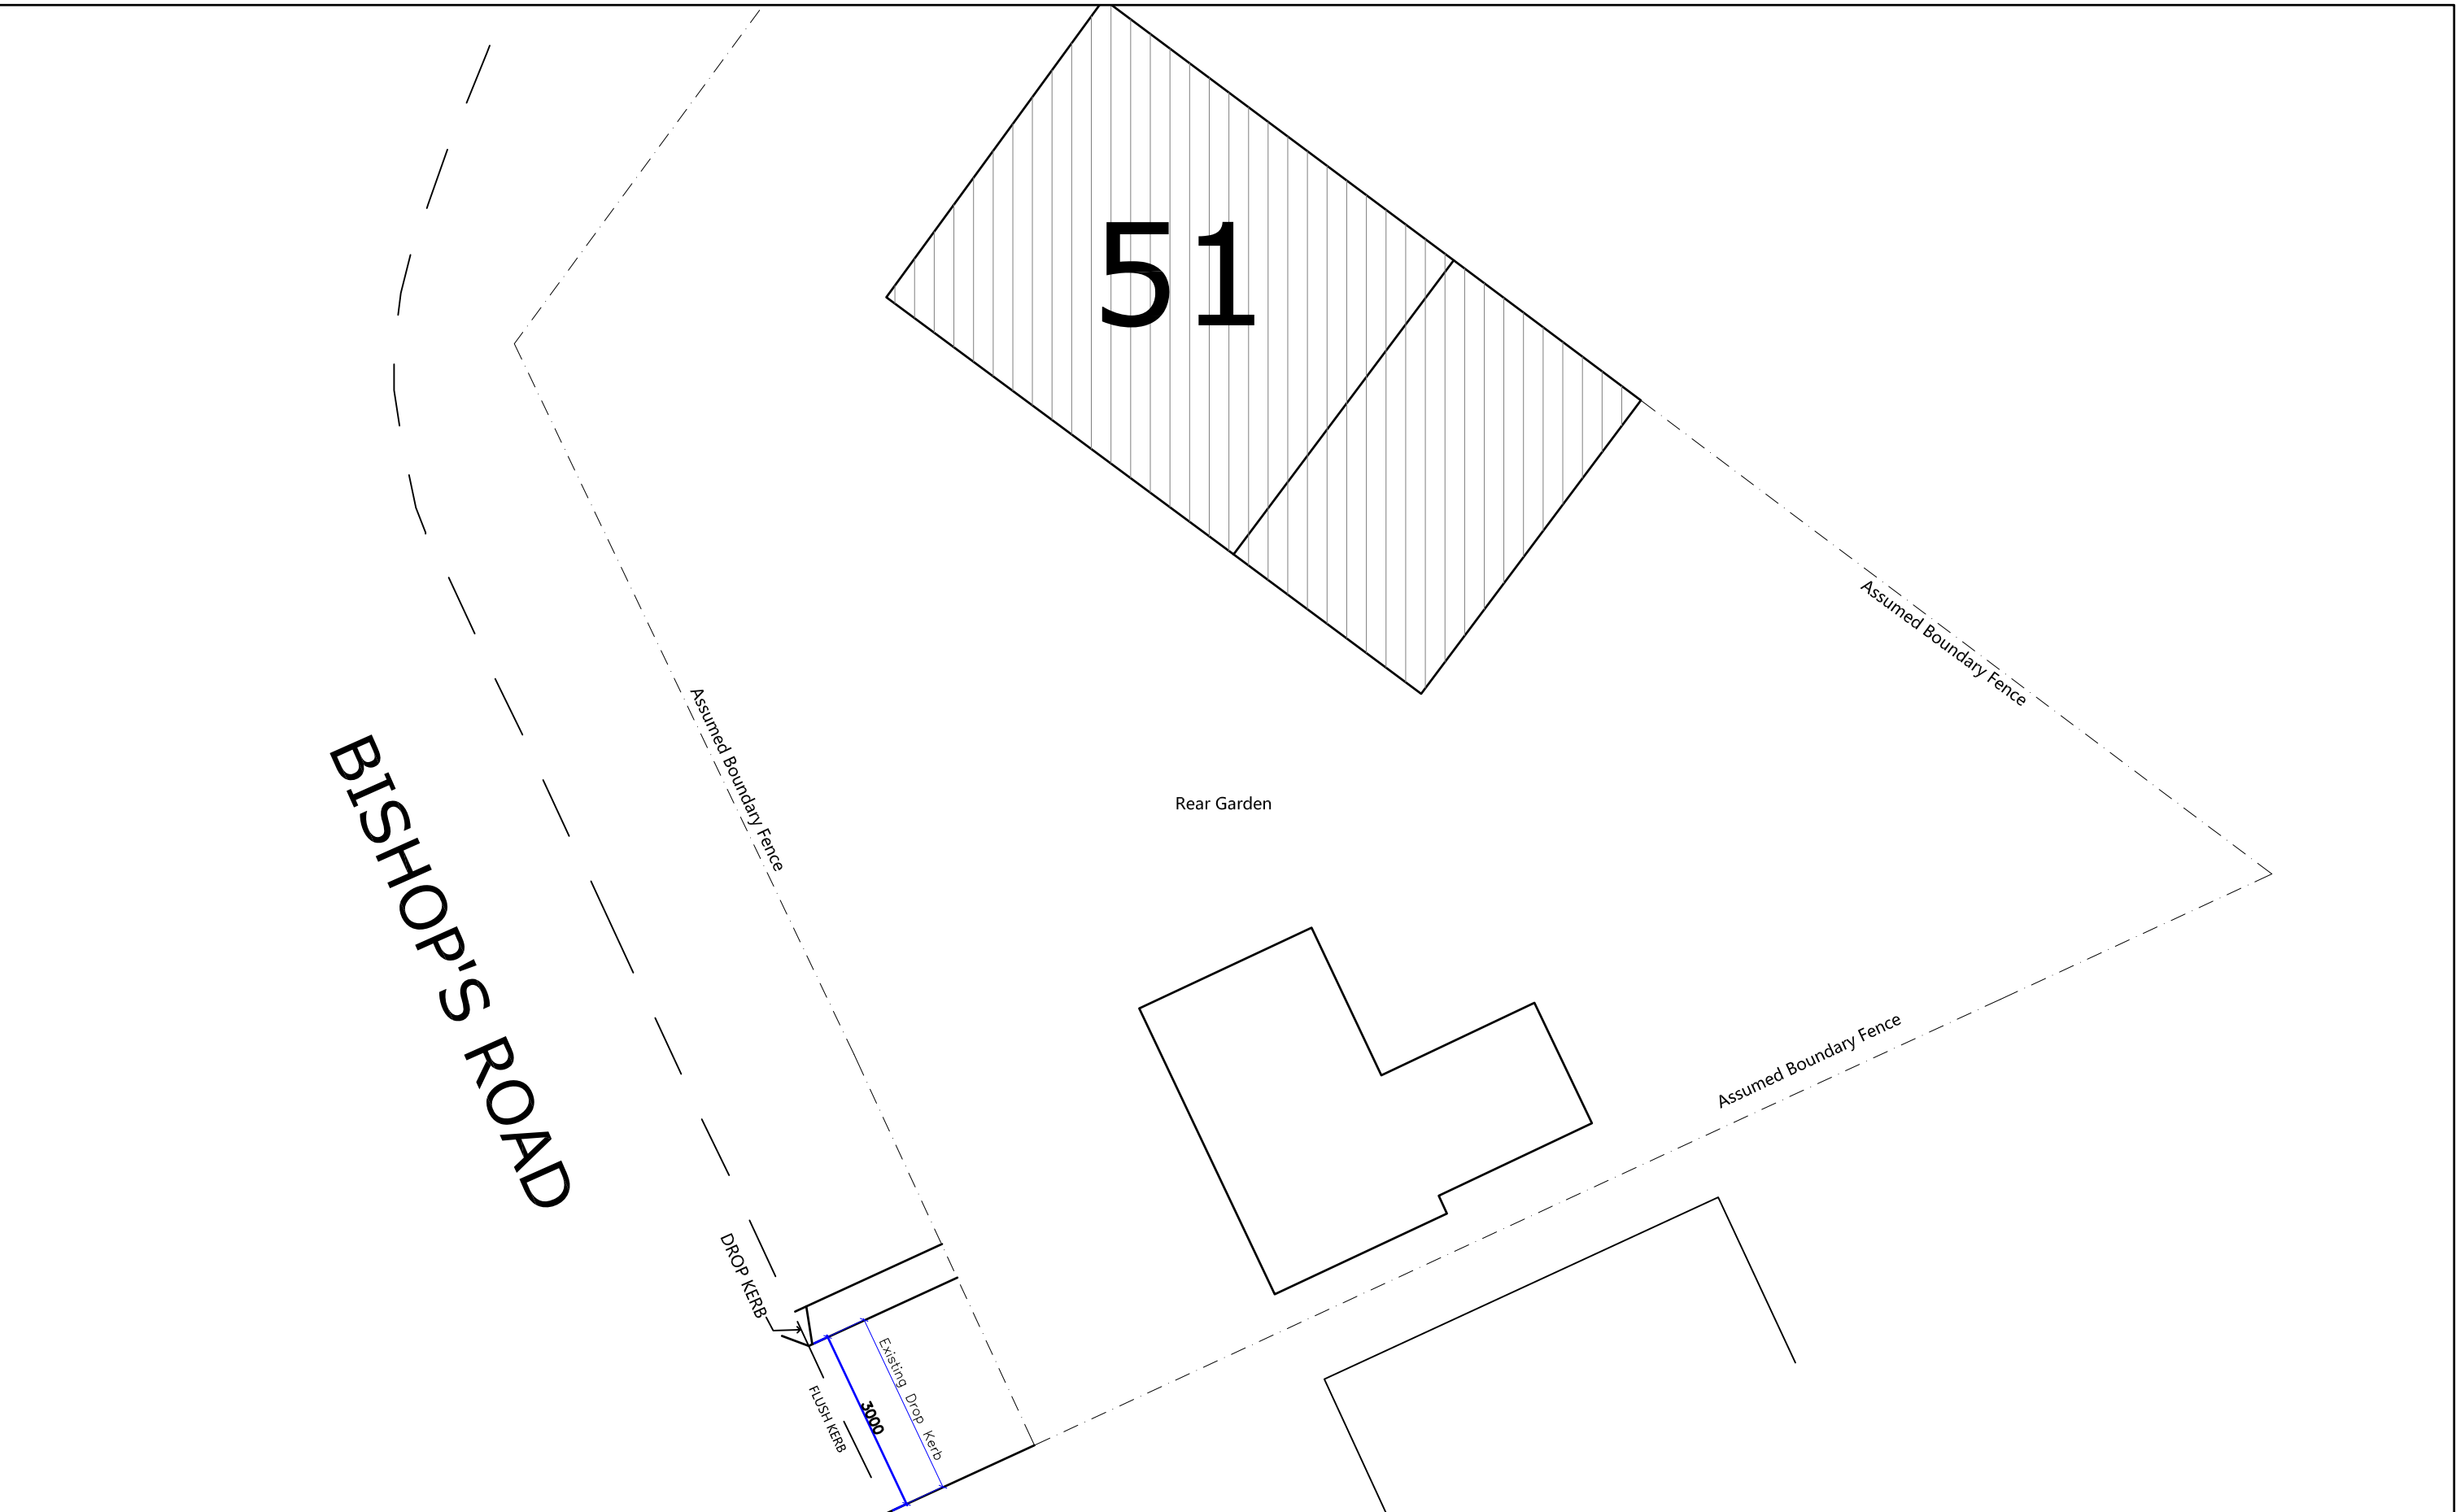 51
Assumed Boundary Fence
Assumed Boundary Fence
BISHOP'S ROAD
Rear Garden
Assumed Boundary Fence
DROP KERB
Existing Drop Kerb
3000
FLUSH KERB